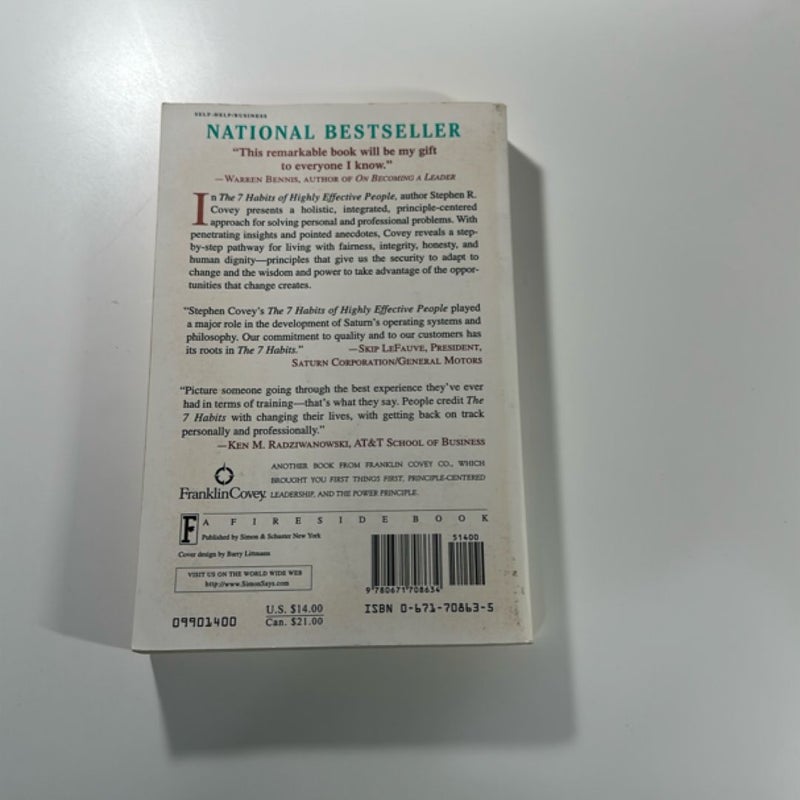 SELF-HELP/BUSINESS
NATIONAL BESTSELLER
“This remarkable book will be my gift
to everyone I know.”
—WARREN BENNIS, AUTHOR OF ON BECOMING A LEADER
In The 7 Habits of Highly Effective People, author Stephen R.
Covey presents a holistic, integrated, principle-centered
approach for solving personal and professional problems. With
penetrating insights and pointed anecdotes, Covey reveals a step-
by-step pathway for living with fairness, integrity, honesty, and
human dignity—principles that give us the security to adapt to
change and the wisdom and power to take advantage of the oppor-
tunities that change creates.
“Stephen Covey's The 7 Habits of Highly Effective People played
a major role in the development of Saturn's operating systems and
philosophy. Our commitment to quality and to our customers has
its roots in The 7 Habits.” —SKIP LEFAUVE, PRESIDENT,
SATURN CORPORATION/GENERAL MOTORS
“Picture someone going through the best experience they've ever
had in terms of training—that's what they say. People credit The
7 Habits with changing their lives, with getting back on track
personally and professionally.”
—KEN M. RADZIWANOWSKI, AT&T SCHOOL OF BUSINESS
FranklinCovey
ANOTHER BOOK FROM FRANKLIN COVEY CO., WHICH
BROUGHT YOU FIRST THINGS FIRST, PRINCIPLE-CENTERED
LEADERSHIP, AND THE POWER PRINCIPLE.
F
A FIRESIDE BOOK
Published by Simon & Schuster New York
Cover design by Barry Littmann
VISIT US ON THE WORLD WIDE WEB
http://www.SimonSays.com
09901400
U.S. $14.00
Can. $21.00
51400
9 780671 708634
ISBN 0-671-70863-5